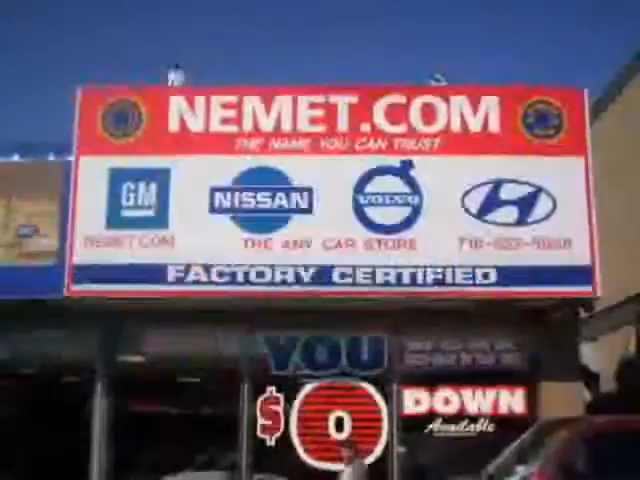 NEMET.COM
THE NAME YOU CAN TRUST
GM NISSAN VOLVO
NEMET.COM THE ANY CAR STORE
FACTORY CERTIFIED
YOU
$0 DOWN
Available